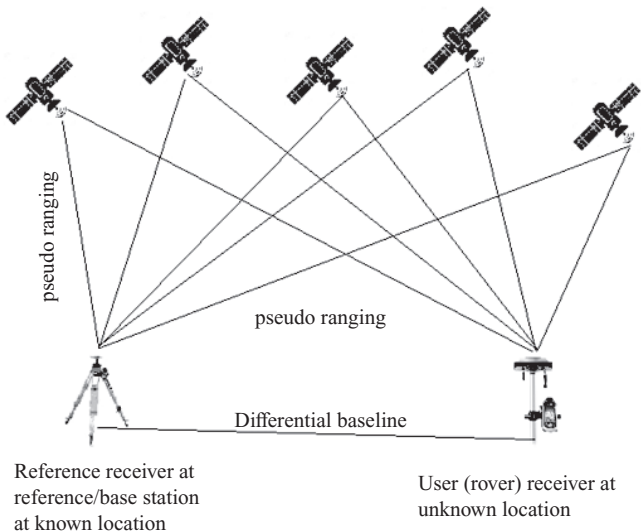 pseudo ranging
pseudo ranging
Differential baseline
Reference receiver at
reference/base station
at known location
User (rover) receiver at
unknown location